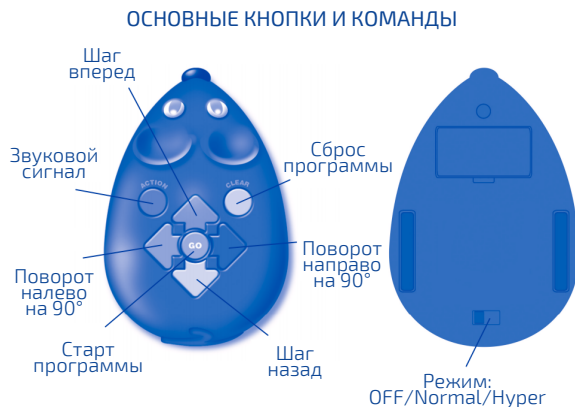 ОСНОВНЫЕ КНОПКИ И КОМАНДЫ
Шаг
вперед
Звуковой
сигнал
Сброс
программы
ACTION
CLEAR
GO
Поворот
налево
на 90°
Поворот
направо
на 90°
Старт
программы
Шаг
назад
Режим:
OFF/Normal/Hyper